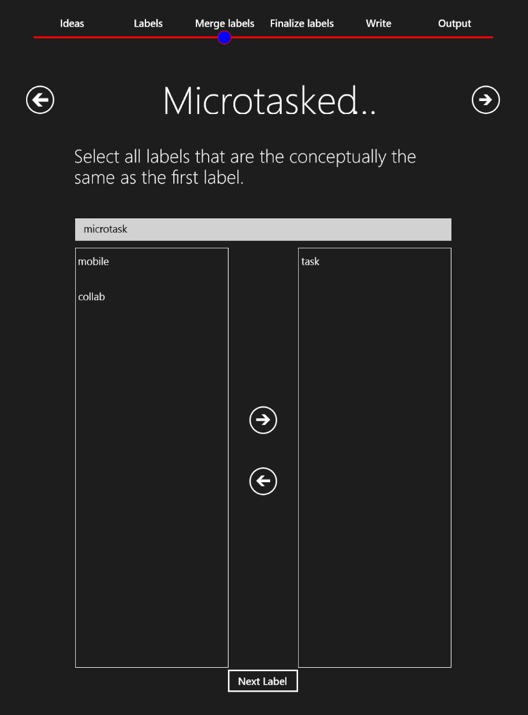 Ideas Labels Merge labels Finalize labels Write Output
Microtasked...
Select all labels that are the conceptually the
same as the first label.
microtask
mobile
collab
task
Next Label